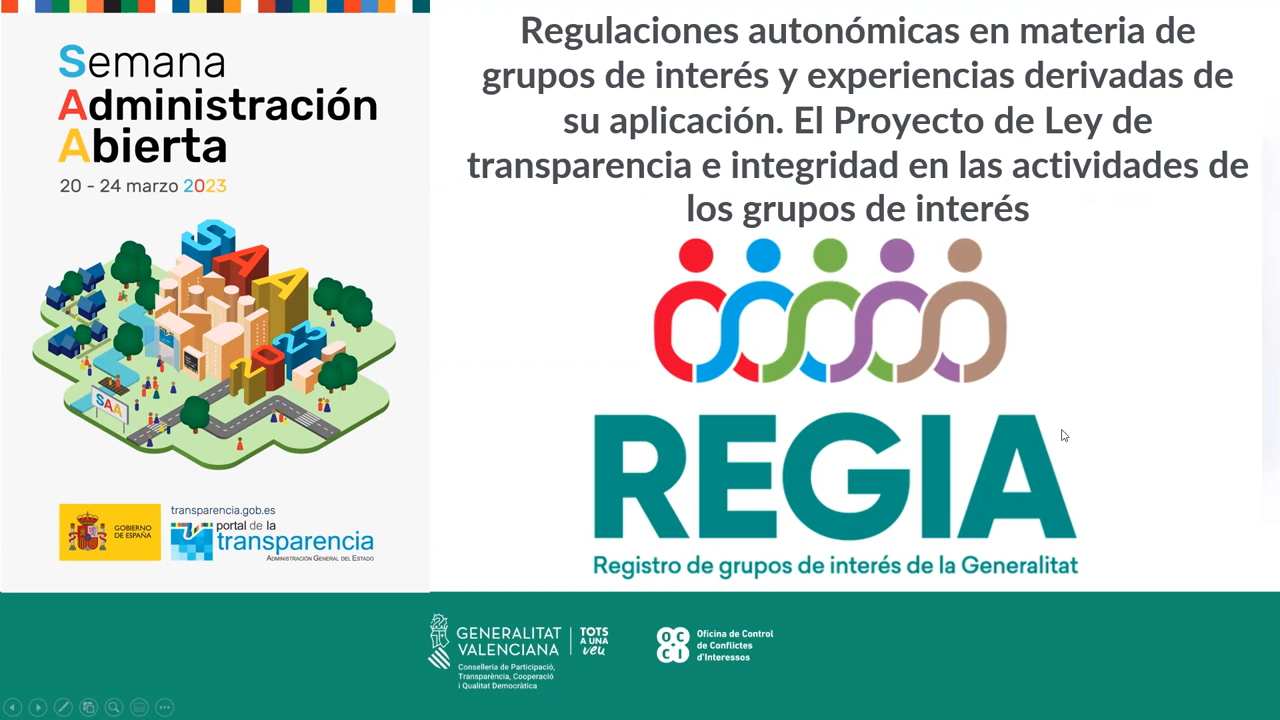 Semana
Administración
Abierta
20 - 24 marzo 2023
SAA
2023
SAA
GOBIERNO
DE ESPAÑA
transparencia.gob.es
portal de la
transparencia
ADMINISTRACIÓN GENERAL DEL ESTADO
Regulaciones autonómicas en materia de
grupos de interés y experiencias derivadas de
su aplicación. El Proyecto de Ley de
transparencia e integridad en las actividades de
los grupos de interés
REGIA
Registro de grupos de interés de la Generalitat
GENERALITAT
VALENCIANA
Conselleria de Participació,
Transparència, Cooperació
i Qualitat Democràtica
TOTS
A UNA
veu
OC
CI
Oficina de Control
de Conflictes
d'Interessos